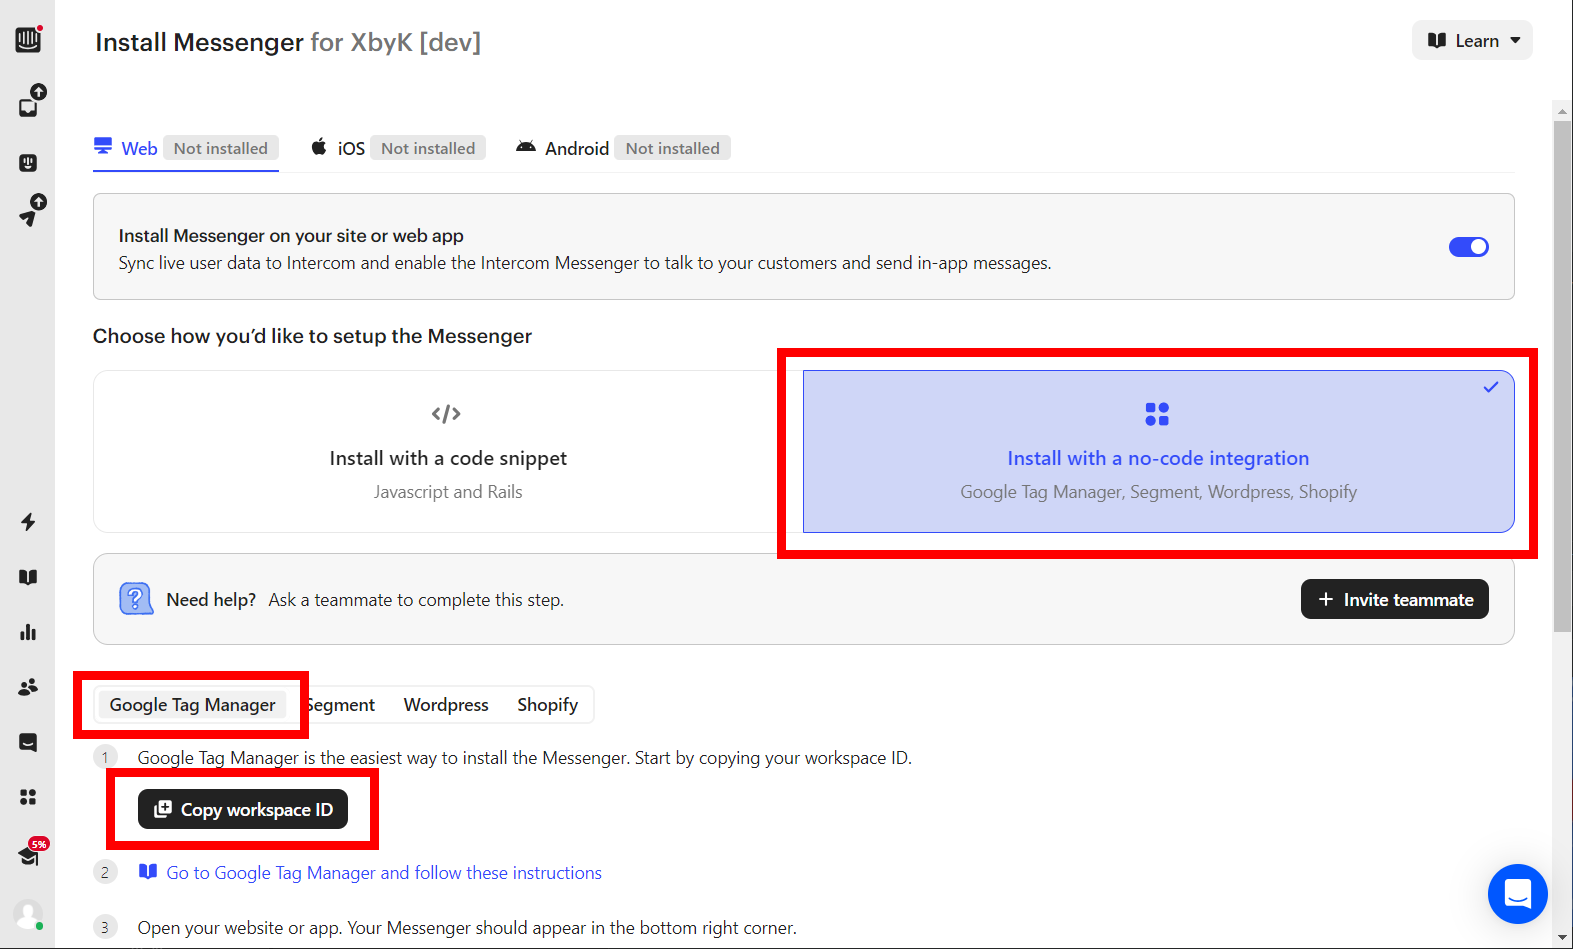 Install Messenger for XbyK [dev]
Learn
Web Not installed iOS Not installed Android Not installed
Install Messenger on your site or web app
Sync live user data to Intercom and enable the Intercom Messenger to talk to your customers and send in-app messages.
Choose how you’d like to setup the Messenger
</>
Install with a code snippet
Javascript and Rails
Install with a no-code integration
Google Tag Manager, Segment, Wordpress, Shopify
? Need help? Ask a teammate to complete this step.
+ Invite teammate
Google Tag Manager Segment Wordpress Shopify
1 Google Tag Manager is the easiest way to install the Messenger. Start by copying your workspace ID.
Copy workspace ID
2 Go to Google Tag Manager and follow these instructions
3 Open your website or app. Your Messenger should appear in the bottom right corner.
5%